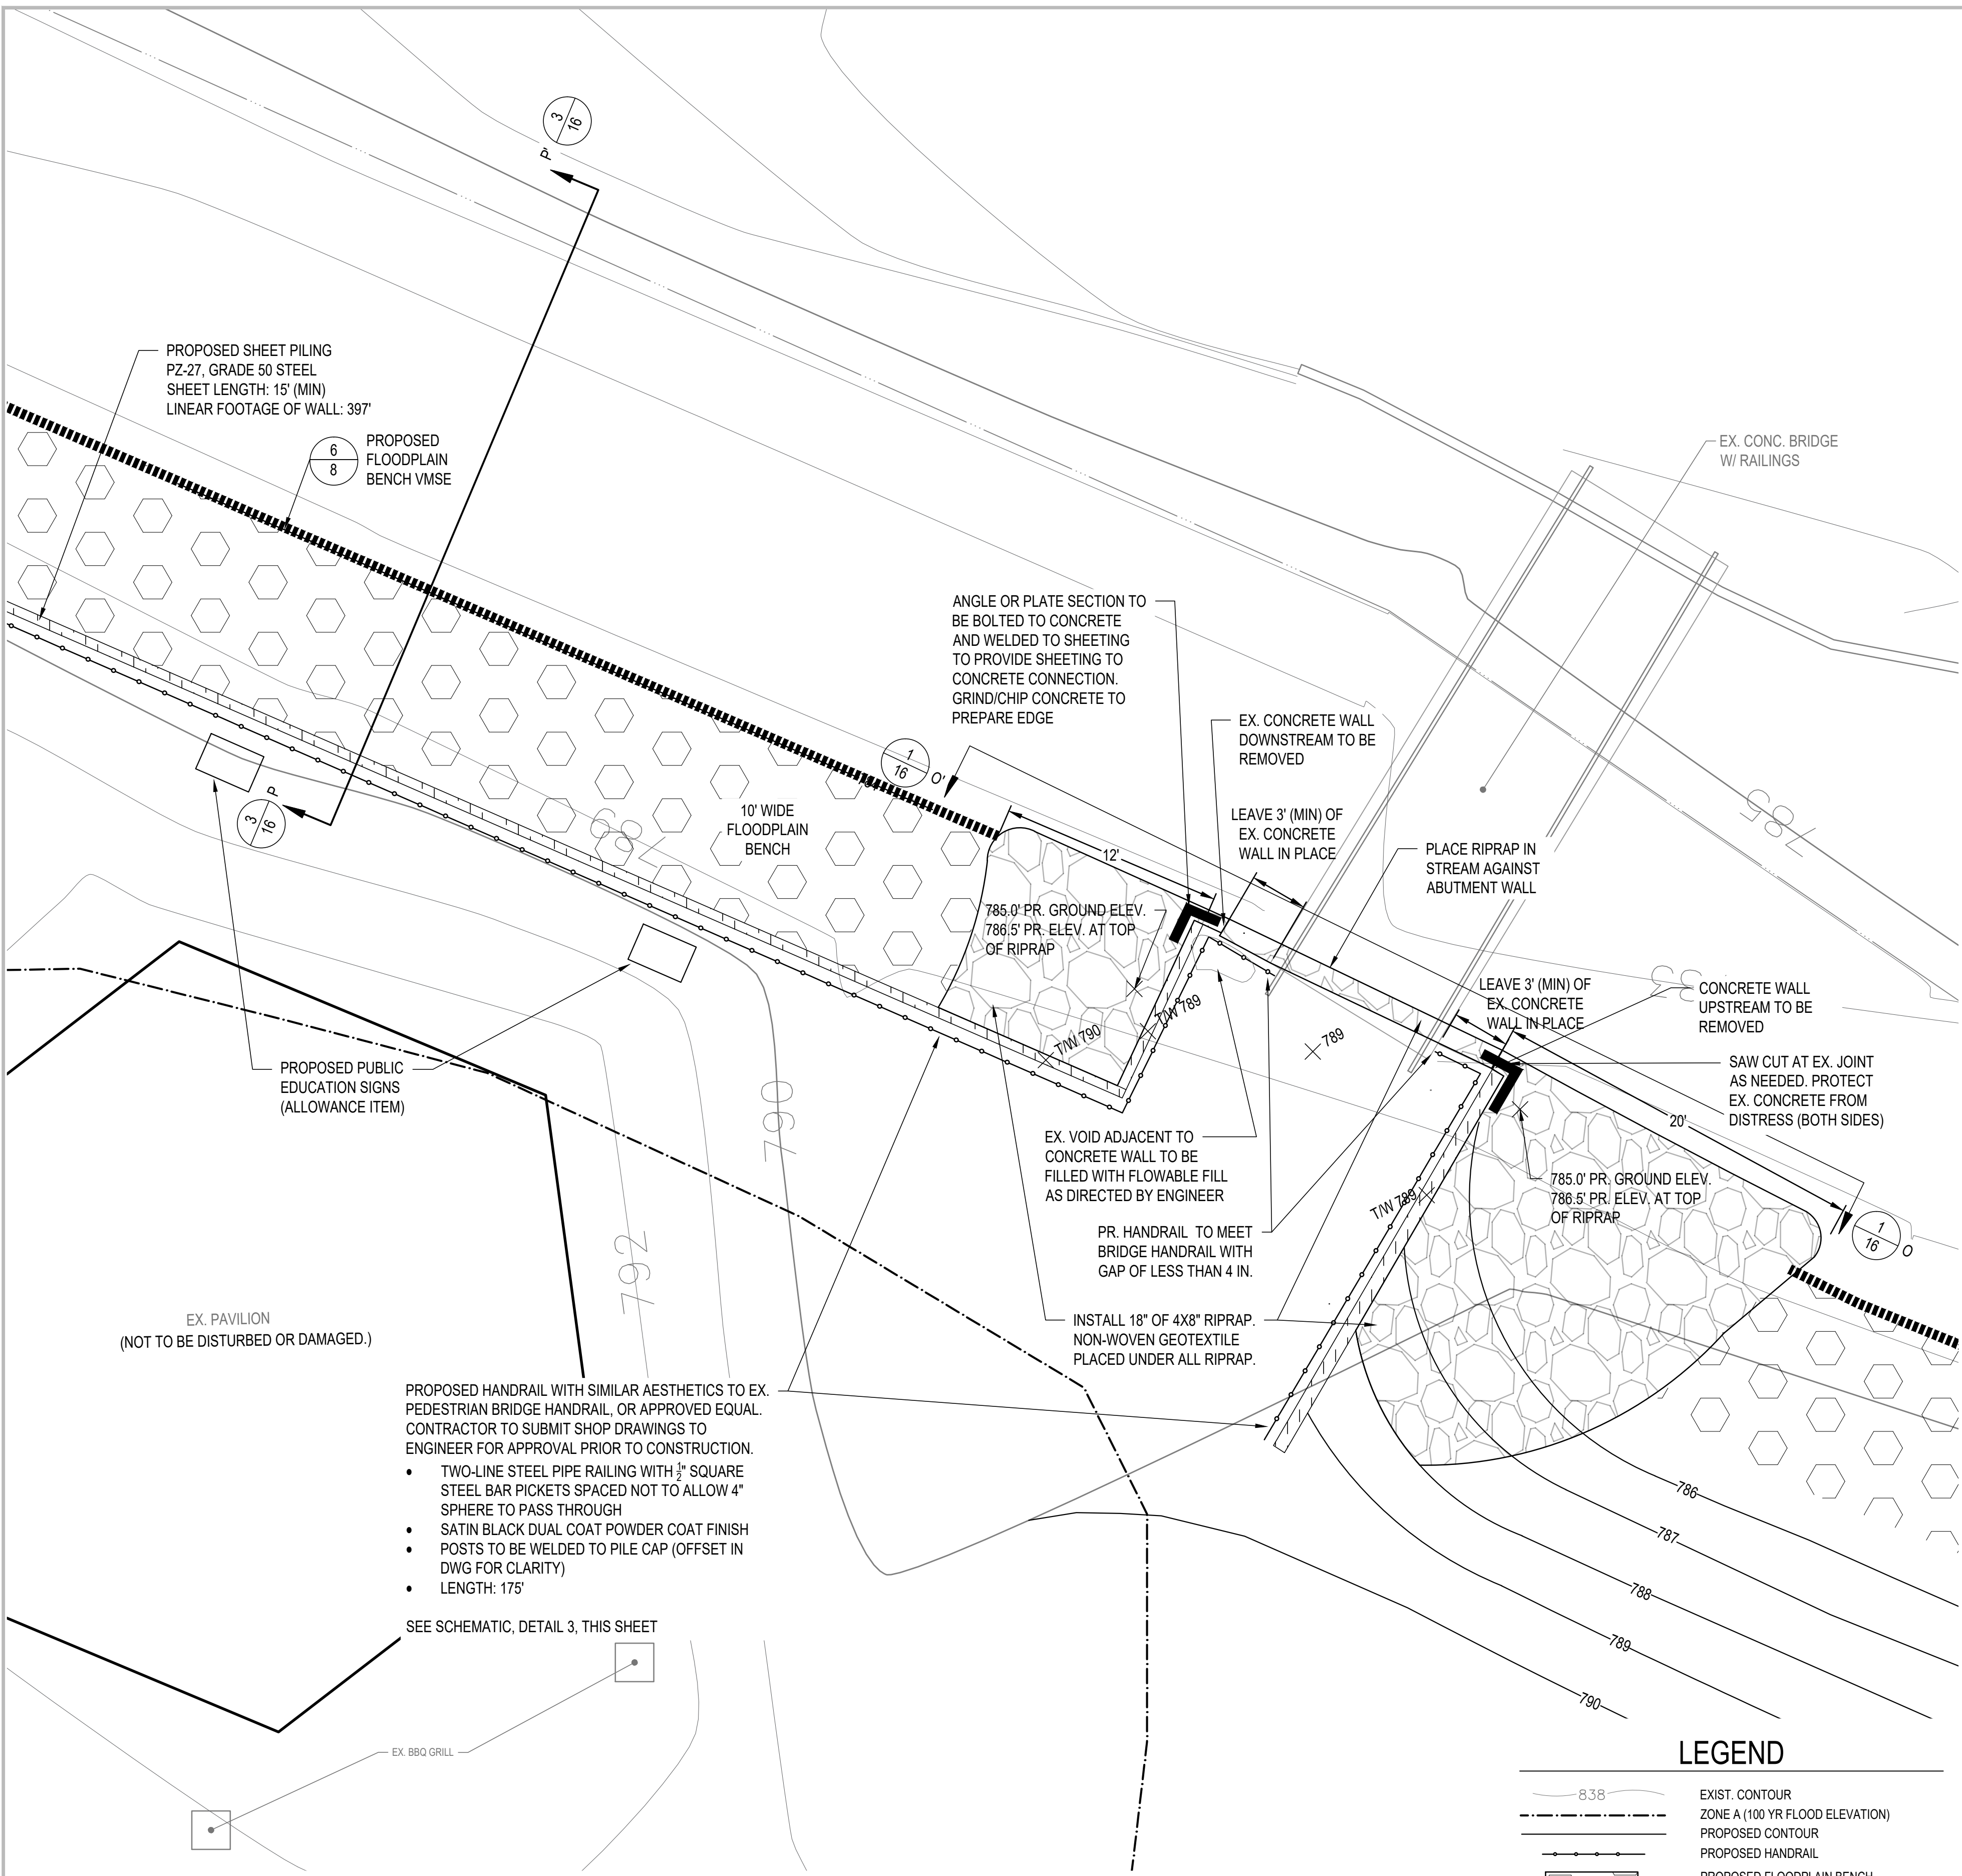 3
16
P'
PROPOSED SHEET PILING
PZ-27, GRADE 50 STEEL
SHEET LENGTH: 15' (MIN)
LINEAR FOOTAGE OF WALL: 397'
6
8
PROPOSED
FLOODPLAIN
BENCH VMSE
EX. CONC. BRIDGE
W/ RAILINGS
ANGLE OR PLATE SECTION TO
BE BOLTED TO CONCRETE
AND WELDED TO SHEETING
TO PROVIDE SHEETING TO
CONCRETE CONNECTION.
GRIND/CHIP CONCRETE TO
PREPARE EDGE
EX. CONCRETE WALL
DOWNSTREAM TO BE
REMOVED
1
16
O'
P
3
16
10' WIDE
FLOODPLAIN
BENCH
12'
LEAVE 3' (MIN) OF
EX. CONCRETE
WALL IN PLACE
PLACE RIPRAP IN
STREAM AGAINST
ABUTMENT WALL
785
785.0' PR. GROUND ELEV.
786.5' PR. ELEV. AT TOP
OF RIPRAP
LEAVE 3' (MIN) OF
EX. CONCRETE
WALL IN PLACE
CONCRETE WALL
UPSTREAM TO BE
REMOVED
T/W 789
T/W 790
789
SAW CUT AT EX. JOINT
AS NEEDED. PROTECT
EX. CONCRETE FROM
DISTRESS (BOTH SIDES)
20'
PROPOSED PUBLIC
EDUCATION SIGNS
(ALLOWANCE ITEM)
790
EX. VOID ADJACENT TO
CONCRETE WALL TO BE
FILLED WITH FLOWABLE FILL
AS DIRECTED BY ENGINEER
785.0' PR. GROUND ELEV.
786.5' PR. ELEV. AT TOP
OF RIPRAP
T/W 789
PR. HANDRAIL TO MEET
BRIDGE HANDRAIL WITH
GAP OF LESS THAN 4 IN.
1
16
O
792
EX. PAVILION
(NOT TO BE DISTURBED OR DAMAGED.)
INSTALL 18" OF 4X8" RIPRAP.
NON-WOVEN GEOTEXTILE
PLACED UNDER ALL RIPRAP.
PROPOSED HANDRAIL WITH SIMILAR AESTHETICS TO EX.
PEDESTRIAN BRIDGE HANDRAIL, OR APPROVED EQUAL.
CONTRACTOR TO SUBMIT SHOP DRAWINGS TO
ENGINEER FOR APPROVAL PRIOR TO CONSTRUCTION.
• TWO-LINE STEEL PIPE RAILING WITH 1/2" SQUARE
STEEL BAR PICKETS SPACED NOT TO ALLOW 4"
SPHERE TO PASS THROUGH
• SATIN BLACK DUAL COAT POWDER COAT FINISH
• POSTS TO BE WELDED TO PILE CAP (OFFSET IN
DWG FOR CLARITY)
• LENGTH: 175'
SEE SCHEMATIC, DETAIL 3, THIS SHEET
786
787
788
789
790
EX. BBQ GRILL
LEGEND
838
EXIST. CONTOUR
ZONE A (100 YR FLOOD ELEVATION)
PROPOSED CONTOUR
PROPOSED HANDRAIL
PROPOSED FLOODPLAIN BENCH